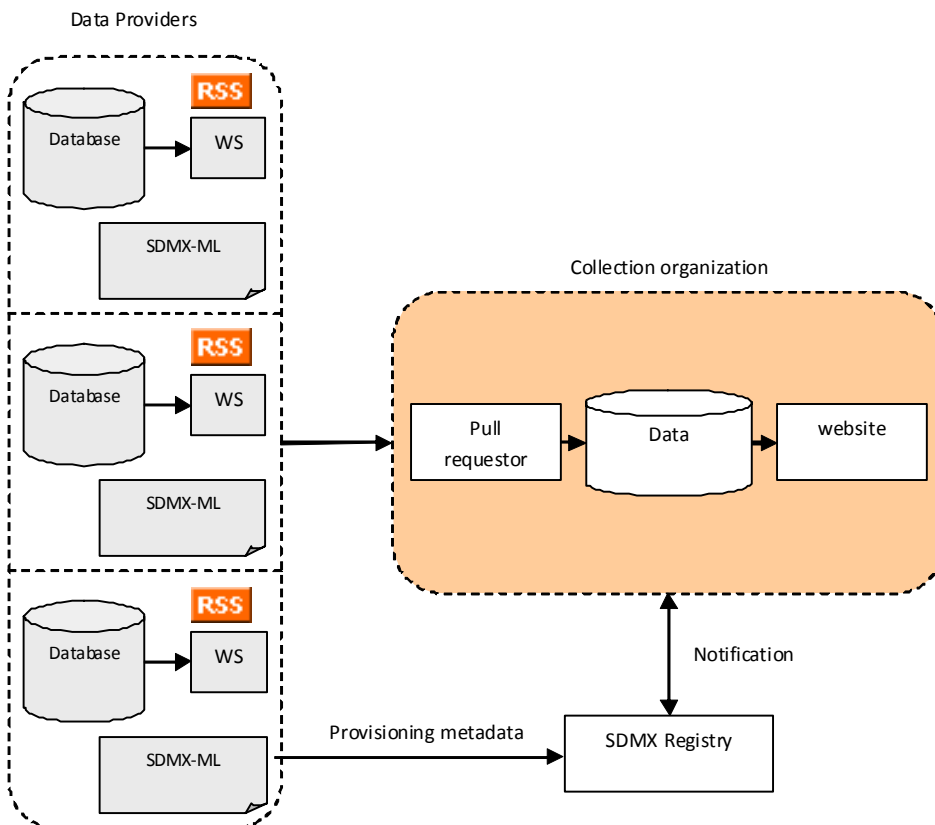 Data Providers
RSS
Database
WS
SDMX-ML
RSS
Database
WS
SDMX-ML
RSS
Database
WS
SDMX-ML
Collection organization
Pull
requestor
Data
website
Notification
Provisioning metadata
SDMX Registry